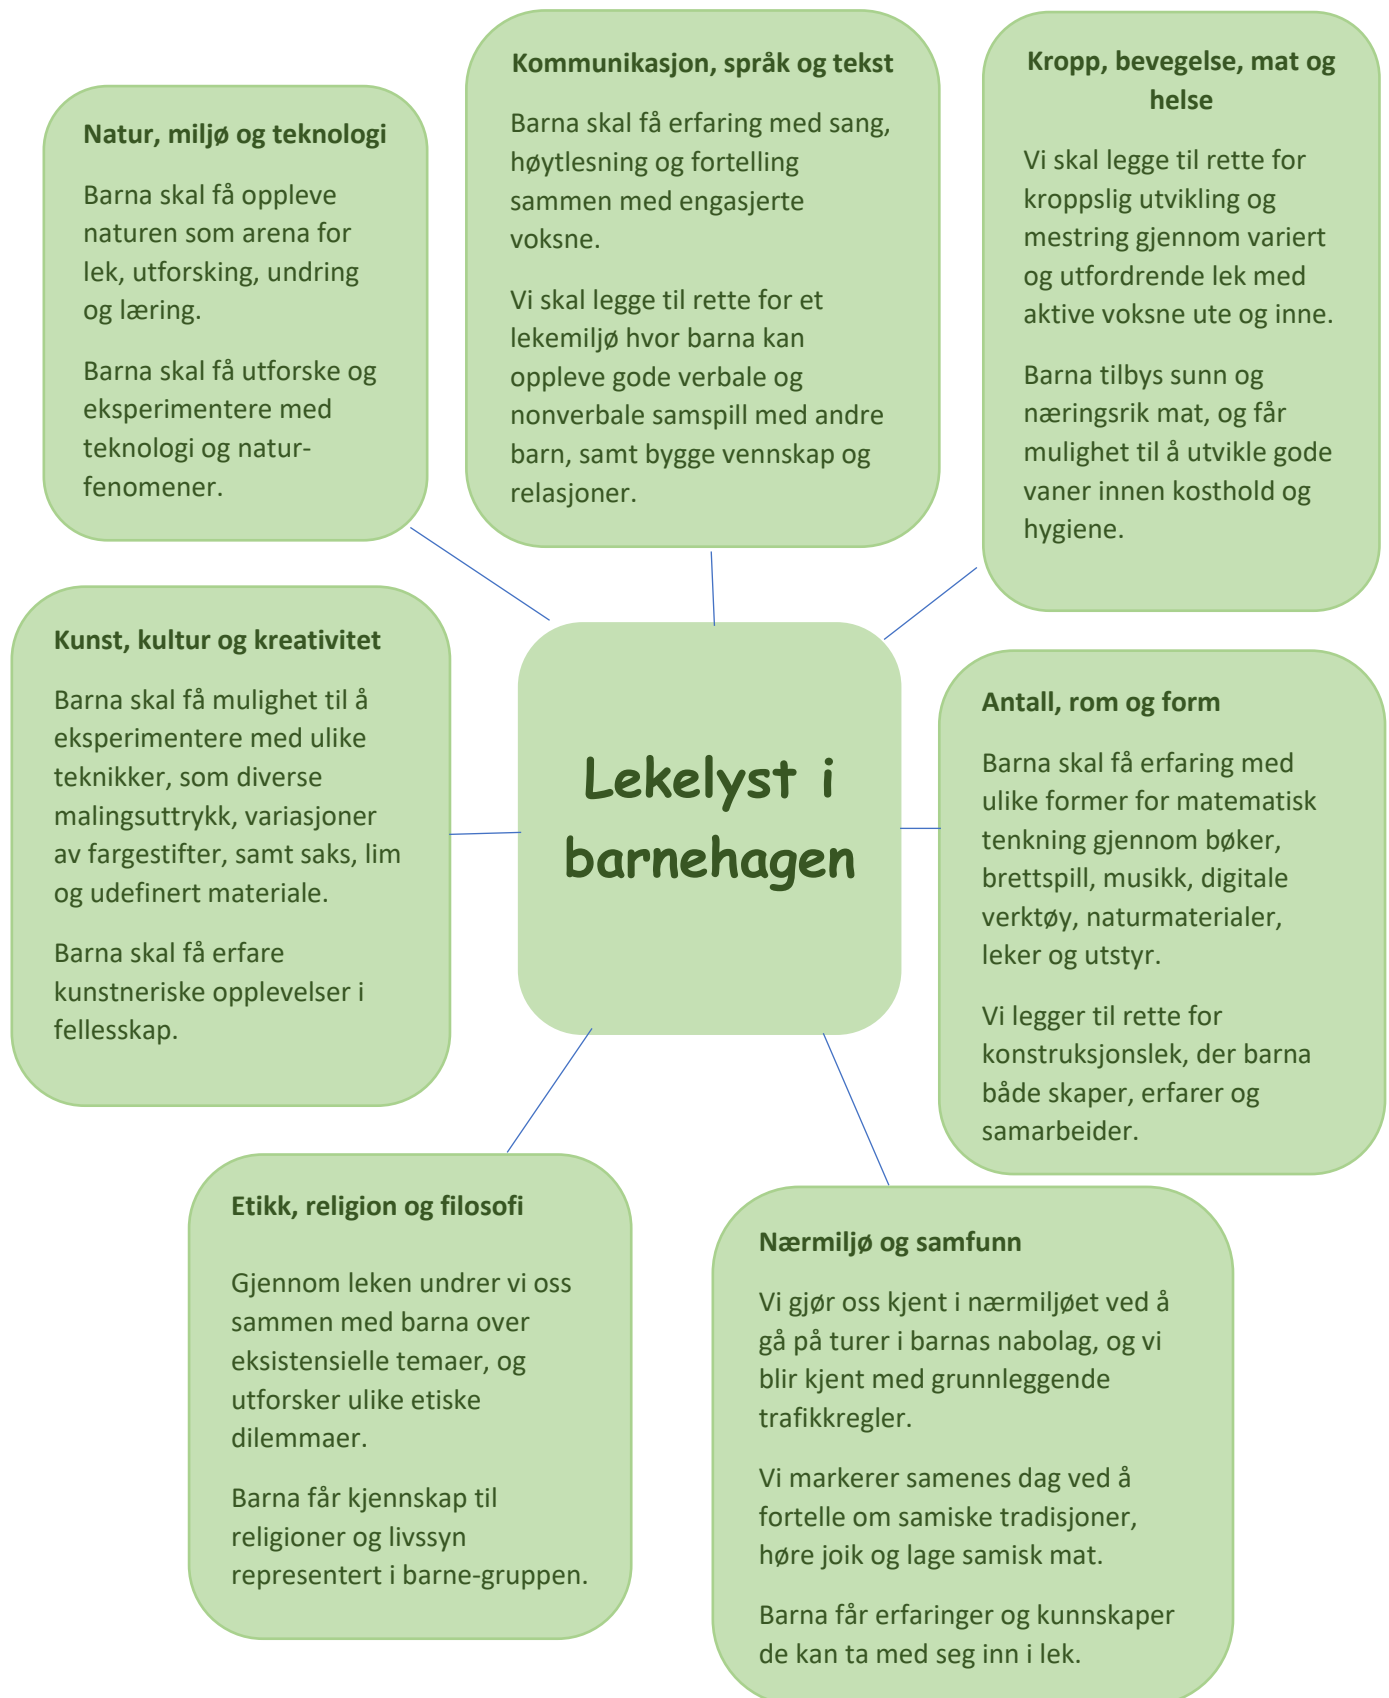 Natur, miljø og teknologi
Barna skal få oppleve
naturen som arena for
lek, utforsking, undring
og læring.
Barna skal få utforske og
eksperimentere med
teknologi og natur-
fenomener.
Kommunikasjon, språk og tekst
Barna skal få erfaring med sang,
høytlesning og fortelling
sammen med engasjerte
voksne.
Vi skal legge til rette for et
lekemiljø hvor barna kan
oppleve gode verbale og
nonverbale samspill med andre
barn, samt bygge vennskap og
relasjoner.
Kropp, bevegelse, mat og
helse
Vi skal legge til rette for
kroppslig utvikling og
mestring gjennom variert
og utfordrende lek med
aktive voksne ute og inne.
Barna tilbys sunn og
næringsrik mat, og får
mulighet til å utvikle gode
vaner innen kosthold og
hygiene.
Kunst, kultur og kreativitet
Barna skal få mulighet til å
eksperimentere med ulike
teknikker, som diverse
malingsuttrykk, variasjoner
av fargestifter, samt saks, lim
og udefinert materiale.
Barna skal få erfare
kunstneriske opplevelser i
fellesskap.
Lekelyst i
barnehagen
Antall, rom og form
Barna skal få erfaring med
ulike former for matematisk
tenkning gjennom bøker,
brettspill, musikk, digitale
verktøy, naturmaterialer,
leker og utstyr.
Vi legger til rette for
konstruksjonslek, der barna
både skaper, erfarer og
samarbeider.
Etikk, religion og filosofi
Gjennom leken undrer vi oss
sammen med barna over
eksistensielle temaer, og
utforsker ulike etiske
dilemmaer.
Barna får kjennskap til
religioner og livssyn
representert i barne-gruppen.
Nærmiljø og samfunn
Vi gjør oss kjent i nærmiljøet ved å
gå på turer i barnas nabolag, og vi
blir kjent med grunnleggende
trafikkregler.
Vi markerer samenes dag ved å
fortelle om samiske tradisjoner,
høre joik og lage samisk mat.
Barna får erfaringer og kunnskaper
de kan ta med seg inn i lek.